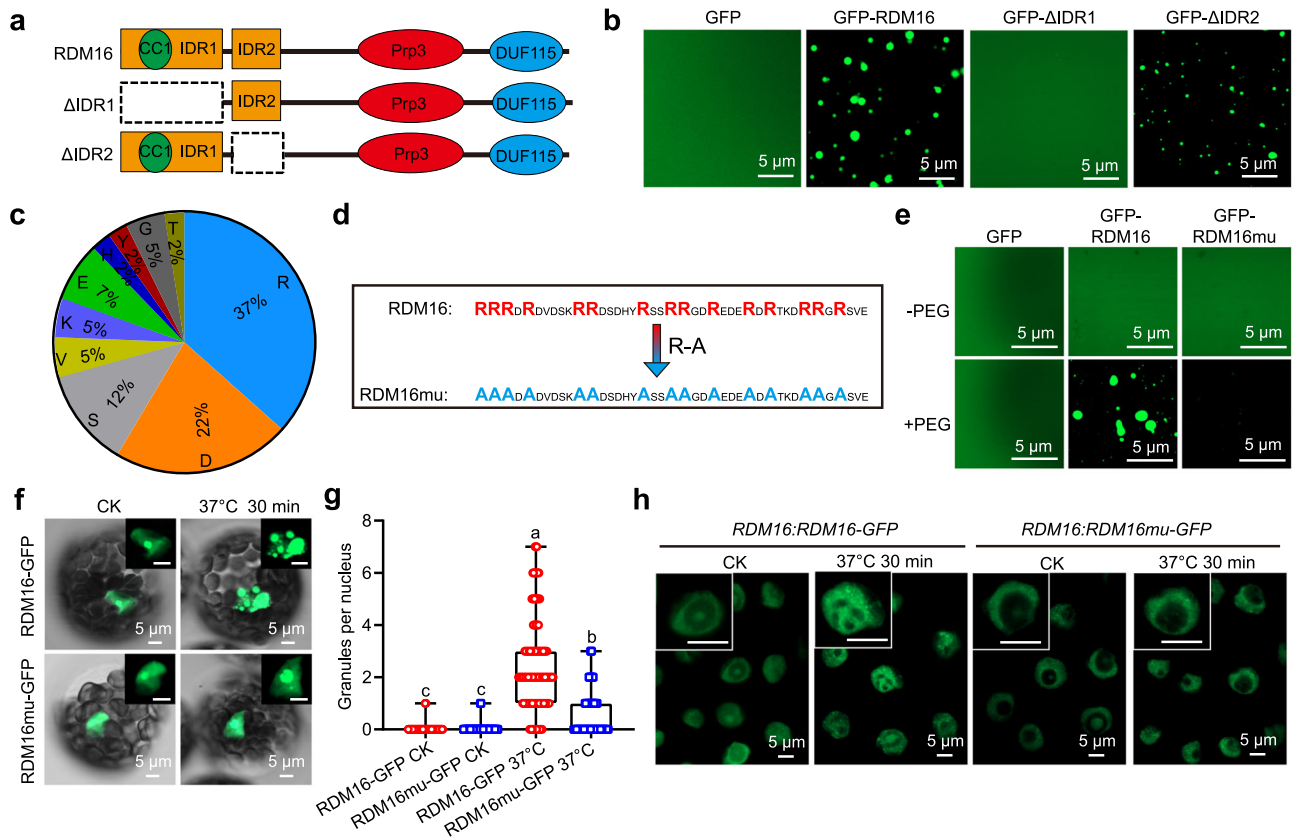 a
RDM16
CC1 IDR1 IDR2 Prp3 DUF115
ΔIDR1
IDR2 Prp3 DUF115
ΔIDR2
CC1 IDR1 Prp3 DUF115
b
GFP GFP-RDM16 GFP-ΔIDR1 GFP-ΔIDR2
5 µm 5 µm 5 µm 5 µm
c
R
37%
D
22%
S
12%
V
5%
K
5%
E
7%
H
2%
Y
2%
G
5%
T
2%
d
RDM16: RRRDRDVDSKRRDSDHYRSSRRGDREDERDRTKDRRGRSVE
R-A
RDM16mu: AAADADVDSKAADSDHYASSAAGDAEDEADATKDAAGASVE
e
GFP GFP-RDM16 GFP-RDM16mu
-PEG
5 µm 5 µm 5 µm
+PEG
5 µm 5 µm 5 µm
f
CK 37°C 30 min
RDM16-GFP
5 µm 5 µm
RDM16mu-GFP
5 µm 5 µm
g
Granules per nucleus
8
6
4
2
0
c c a b
RDM16-GFP CK
RDM16mu-GFP CK
RDM16-GFP 37°C
RDM16mu-GFP 37°C
h
RDM16:RDM16-GFP RDM16:RDM16mu-GFP
CK 37°C 30 min CK 37°C 30 min
5 µm 5 µm 5 µm 5 µm